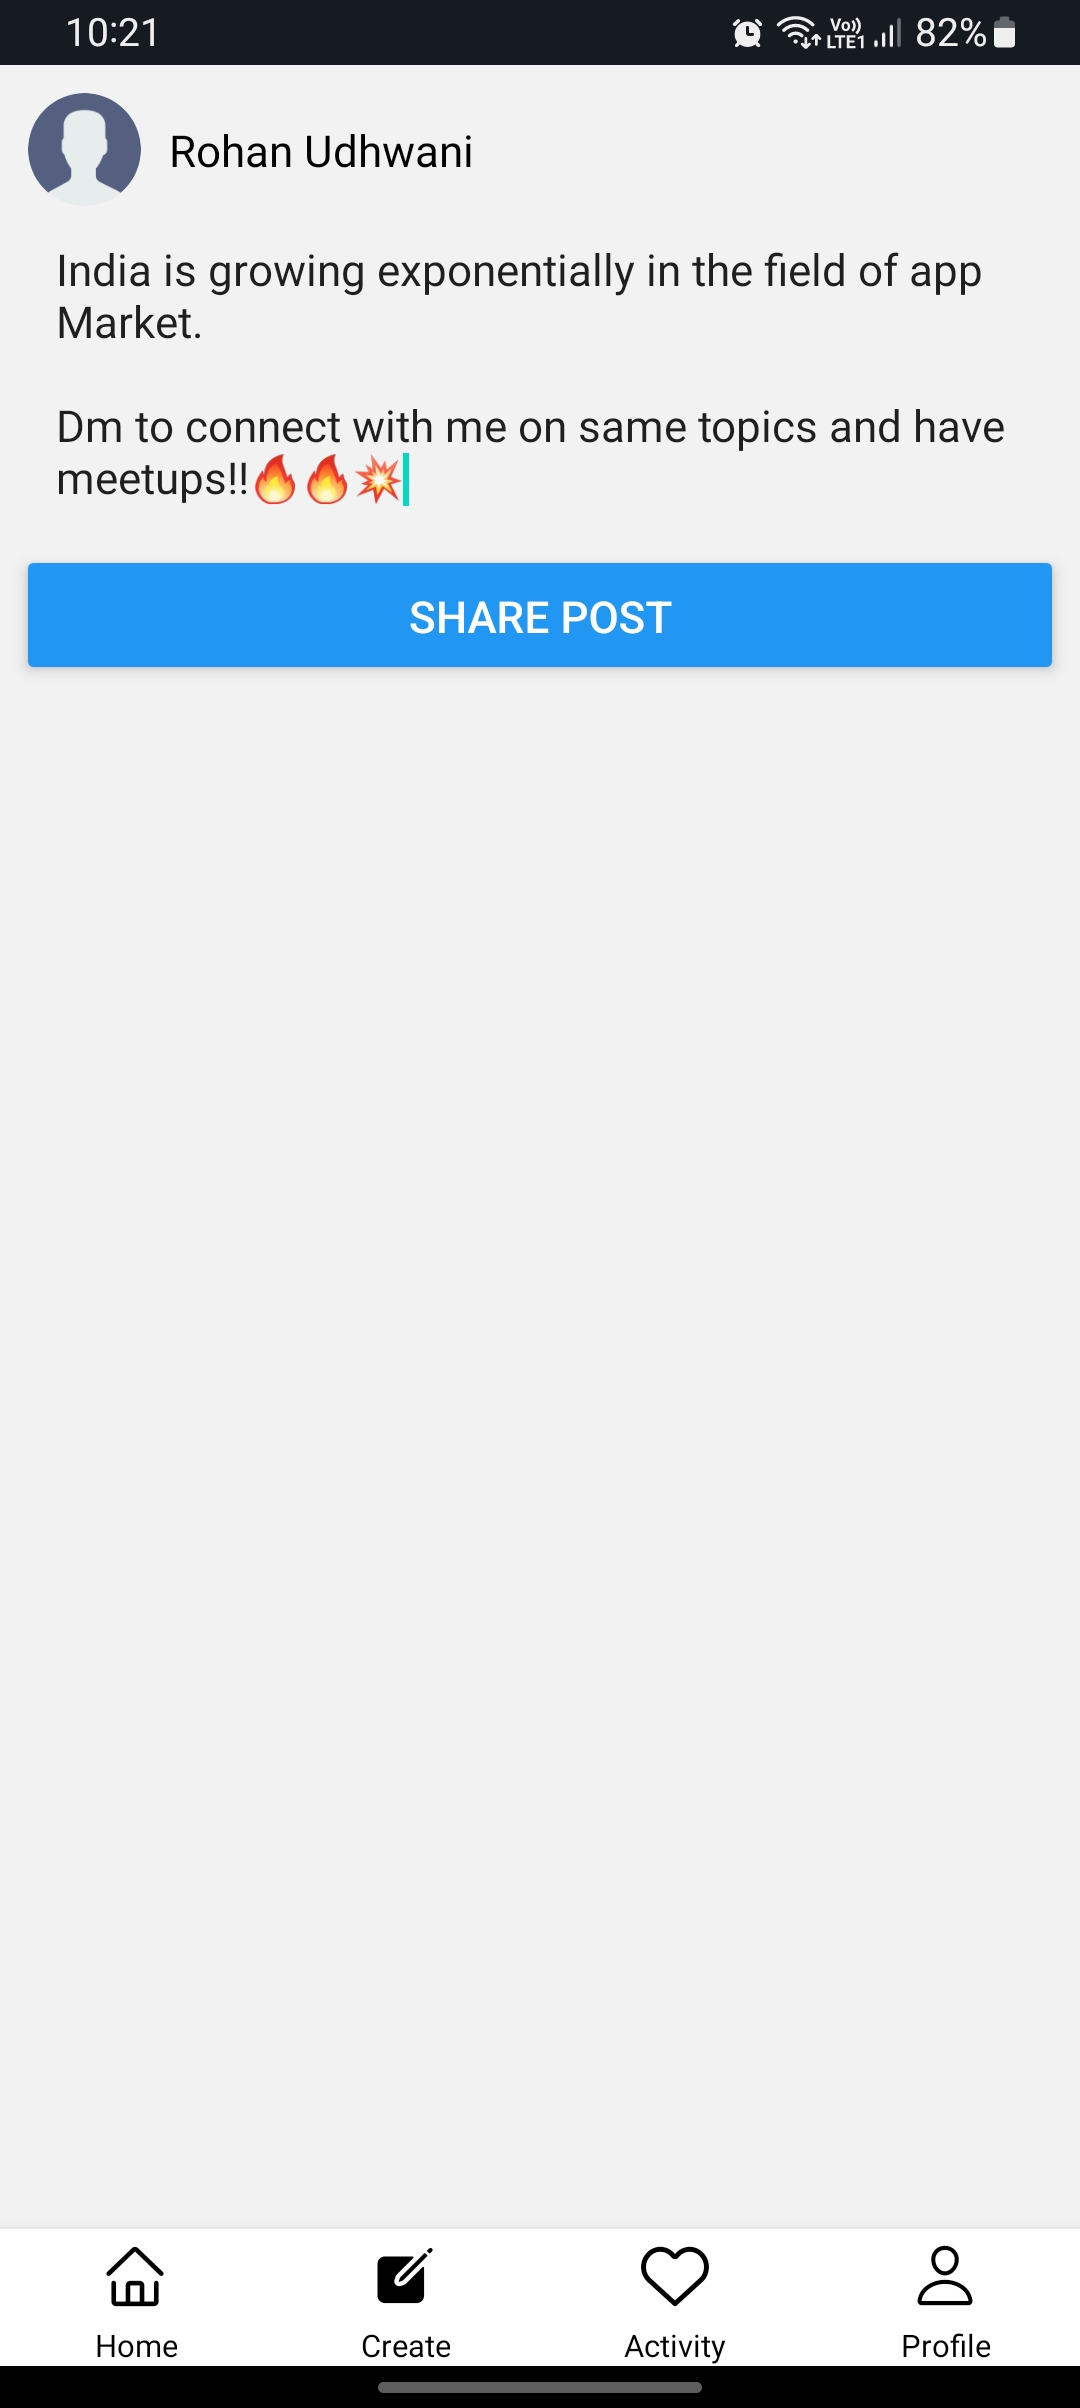 10:21
Vo)) LTE1 82%
Rohan Udhwani
India is growing exponentially in the field of app
Market.
Dm to connect with me on same topics and have
meetups!!🔥🔥💥
SHARE POST
Home Create Activity Profile